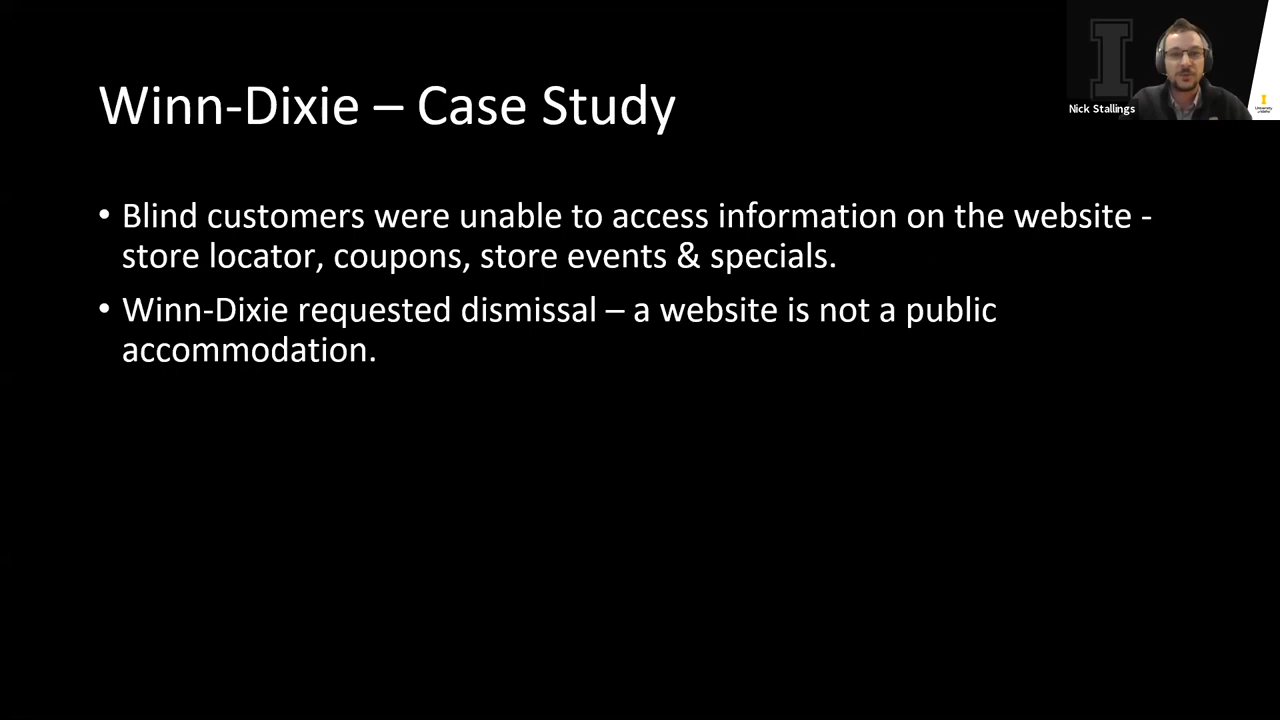 Winn-Dixie – Case Study
Nick Stallings
• Blind customers were unable to access information on the website -
store locator, coupons, store events & specials.
• Winn-Dixie requested dismissal – a website is not a public
accommodation.